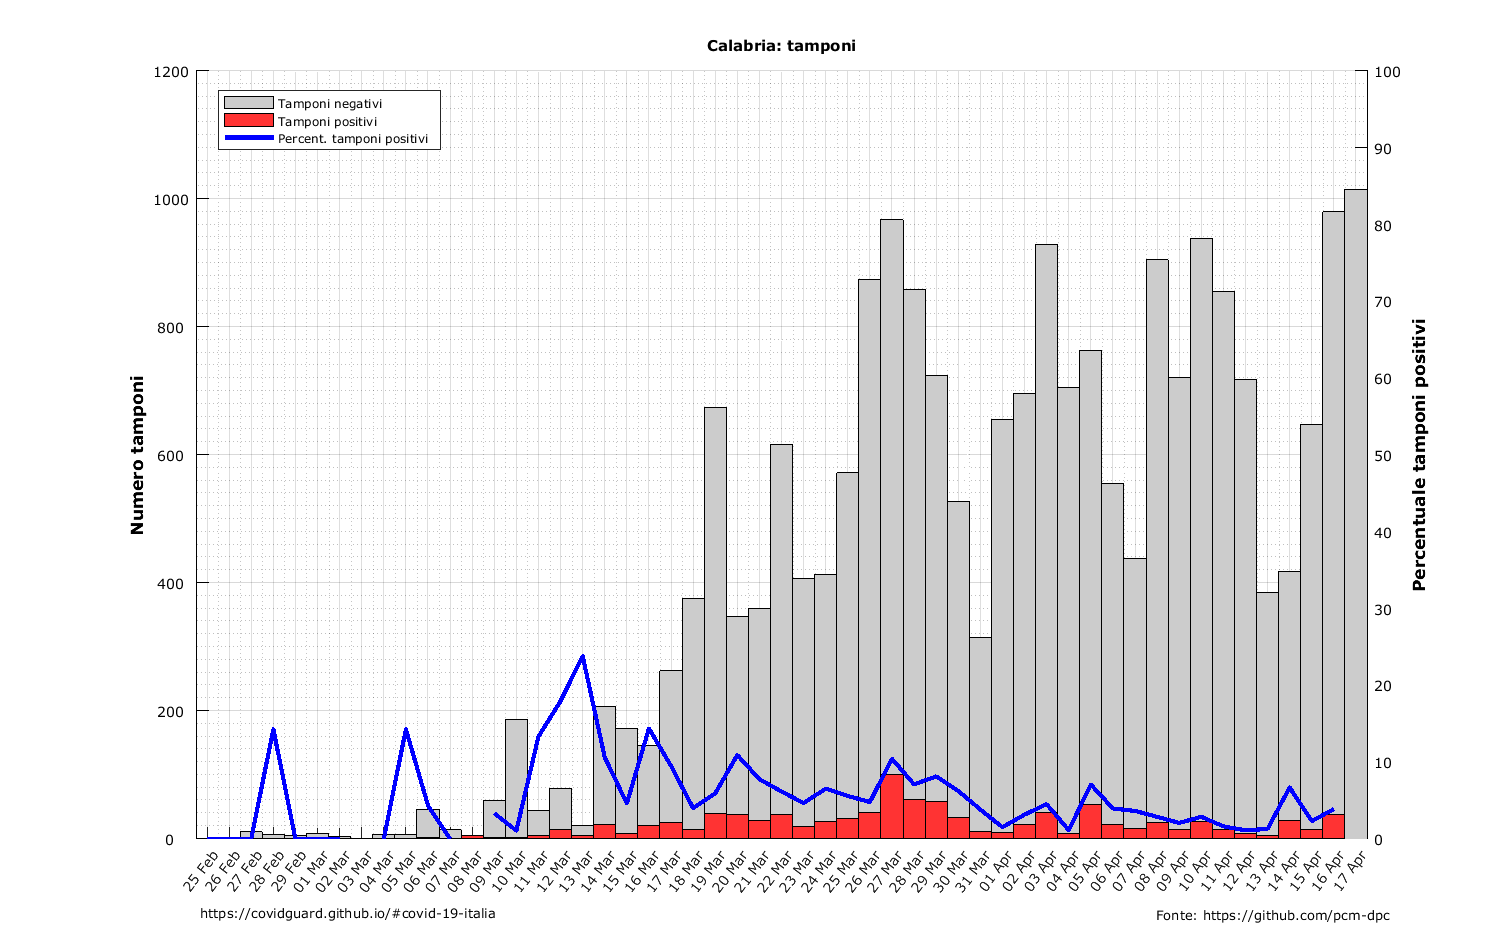 Calabria: tamponi
1200
1000
800
600
400
200
0
Numero tamponi
Tamponi negativi
Tamponi positivi
Percent. tamponi positivi
100
90
80
70
60
50
40
30
20
10
0
Percentuale tamponi positivi
25 Feb
26 Feb
27 Feb
28 Feb
29 Feb
01 Mar
02 Mar
03 Mar
04 Mar
05 Mar
06 Mar
07 Mar
08 Mar
09 Mar
10 Mar
11 Mar
12 Mar
13 Mar
14 Mar
15 Mar
16 Mar
17 Mar
18 Mar
19 Mar
20 Mar
21 Mar
22 Mar
23 Mar
24 Mar
25 Mar
26 Mar
27 Mar
28 Mar
29 Mar
30 Mar
31 Mar
01 Apr
02 Apr
03 Apr
04 Apr
05 Apr
06 Apr
07 Apr
08 Apr
09 Apr
10 Apr
11 Apr
12 Apr
13 Apr
14 Apr
15 Apr
16 Apr
17 Apr
https://covidguard.github.io/#covid-19-italia
Fonte: https://github.com/pcm-dpc